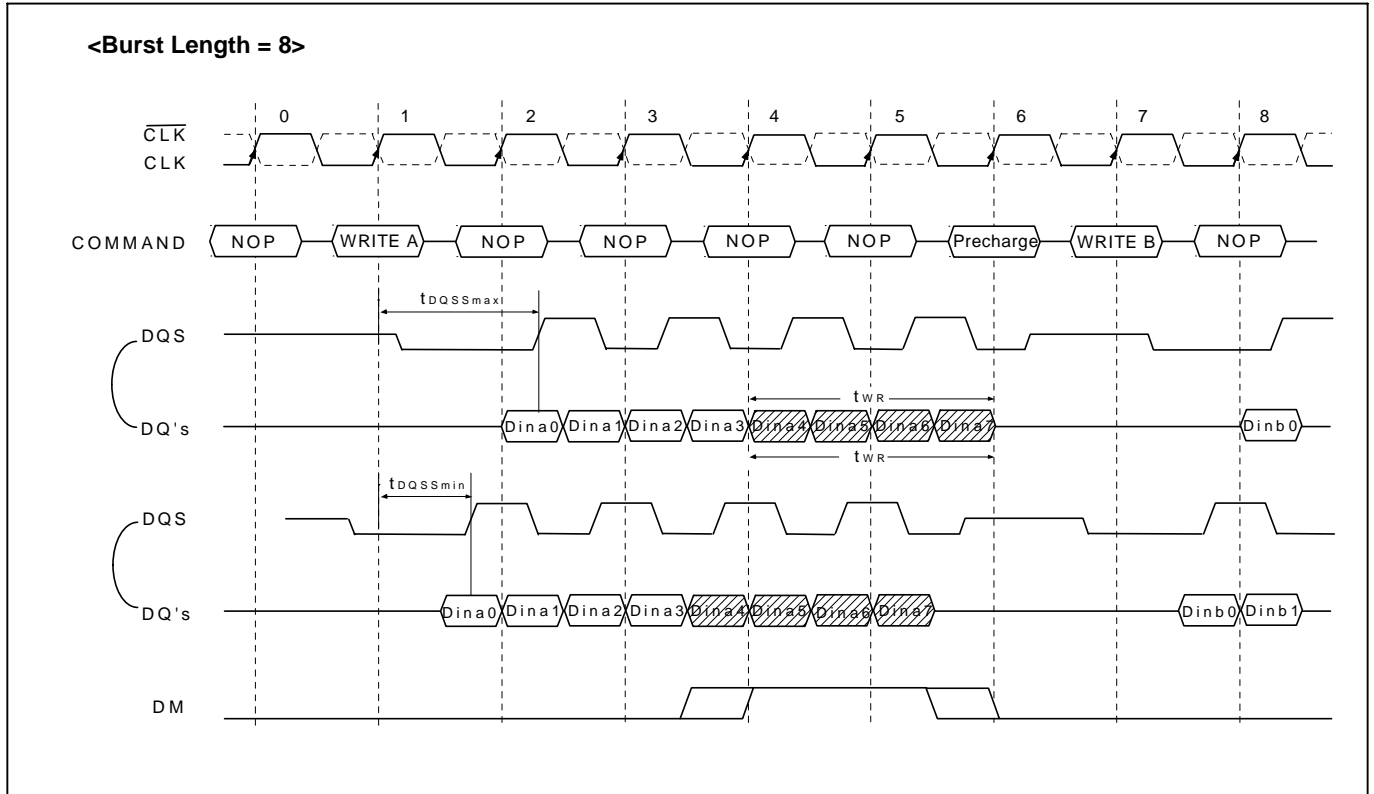 <Burst Length = 8>
0 1 2 3 4 5 6 7 8
CLK
CLK
COMMAND NOP WRITE A NOP NOP NOP NOP Precharge WRITE B NOP
tDQSSmax
DQS
tWR
DQ's Dina0 Dina1 Dina2 Dina3 Dina4 Dina5 Dina6 Dina7 Dinb0
tWR
tDQSSmin
DQS
DQ's Dina0 Dina1 Dina2 Dina3 Dina4 Dina5 Dina6 Dina7 Dinb0 Dinb1
DM